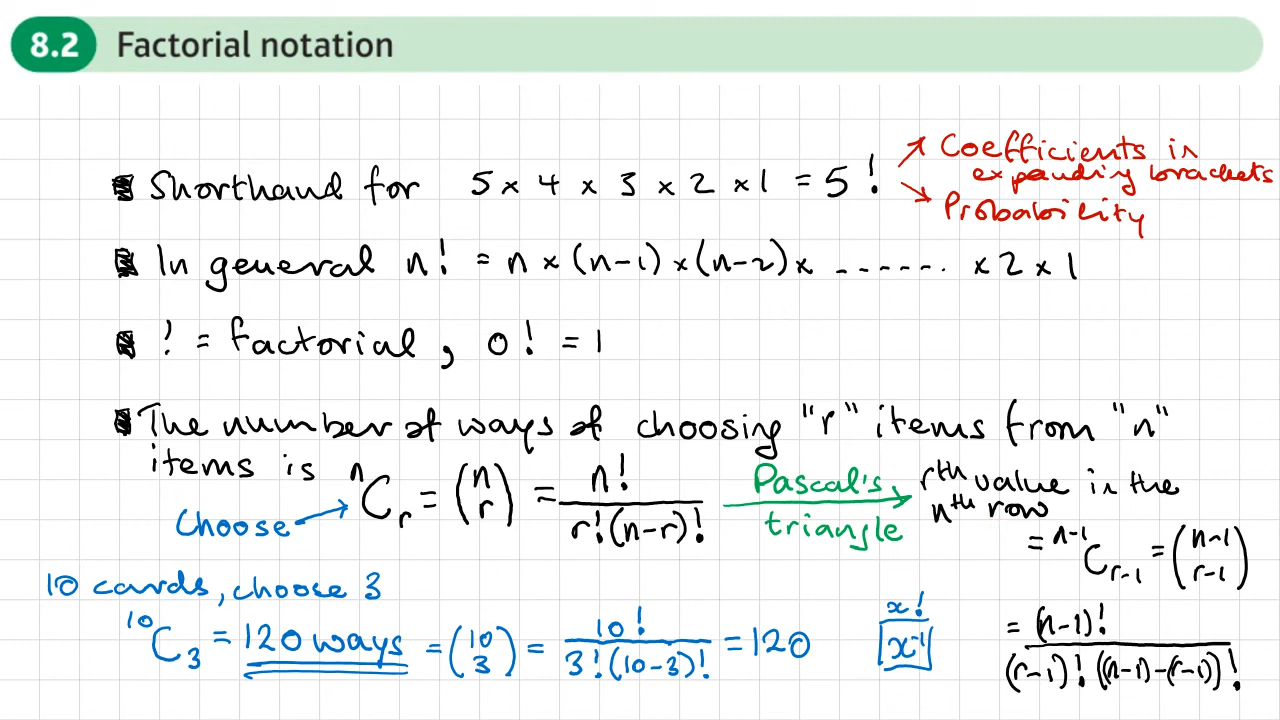 8.2 Factorial notation
Shorthand for 5 × 4 × 3 × 2 × 1 = 5!
Coefficients in
expanding brackets
Probability
In general n! = n × (n-1) × (n-2) × ....... × 2 × 1
! = factorial, 0! = 1
The number of ways of choosing "r" items from "n"
items is ⁿCᵣ = (n r) = n! / r!(n-r)!
Choose
Pascal's
triangle
rᵗʰ value in the
nᵗʰ row
= ⁿ⁻¹Cᵣ₋₁ = (n-1 r-1)
= (n-1)! / (r-1)! ((n-1)-(r-1))!
10 cards, choose 3
¹⁰C₃ = 120 ways = (10 3) = 10! / 3!(10-3)! = 120
x!
x⁻¹